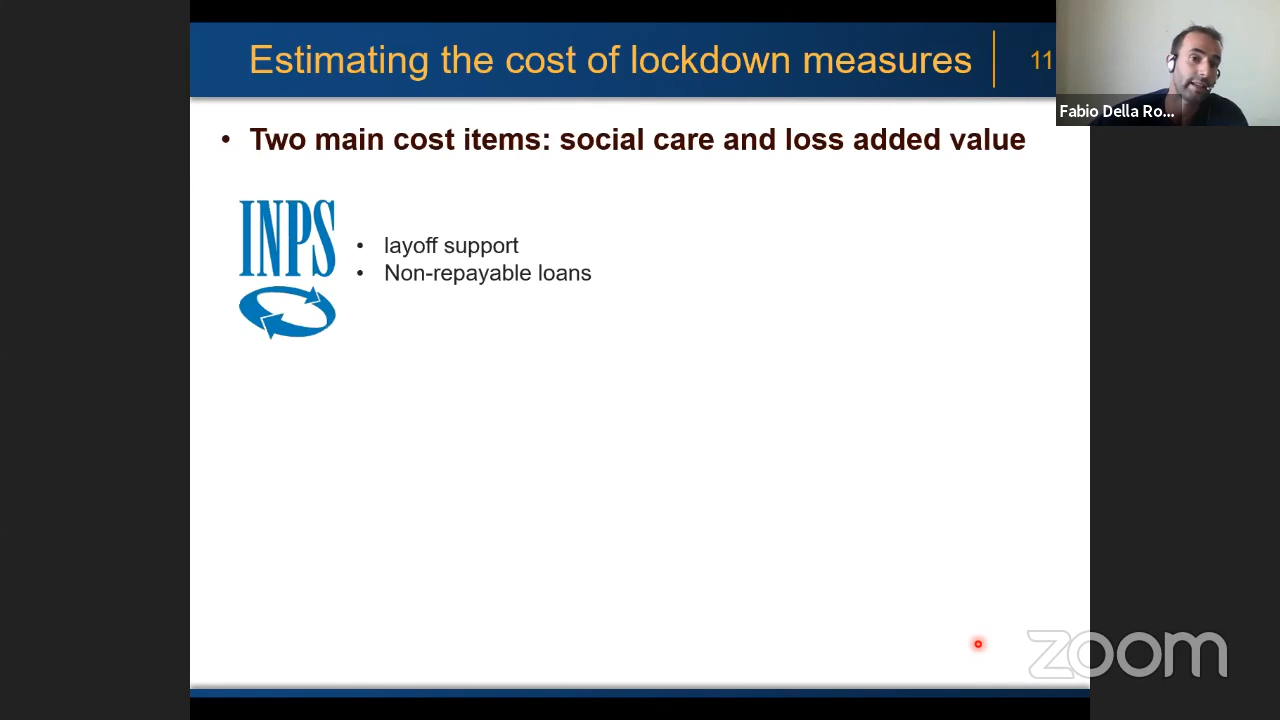 Estimating the cost of lockdown measures
11
Fabio Della Ro...
• Two main cost items: social care and loss added value
INPS
• layoff support
• Non-repayable loans
zoom